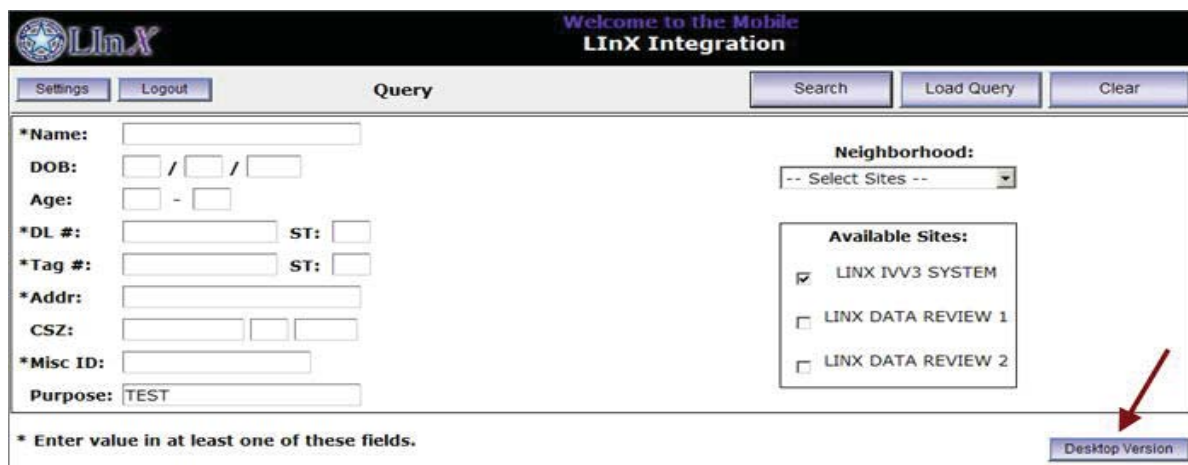 LInX
Welcome to the Mobile
LInX Integration
Settings Logout Query Search Load Query Clear
*Name:
DOB: / /
Age: -
*DL #: ST:
*Tag #: ST:
*Addr:
CSZ:
*Misc ID:
Purpose: TEST
Neighborhood:
-- Select Sites --
Available Sites:
LINX IVV3 SYSTEM
LINX DATA REVIEW 1
LINX DATA REVIEW 2
* Enter value in at least one of these fields.
Desktop Version